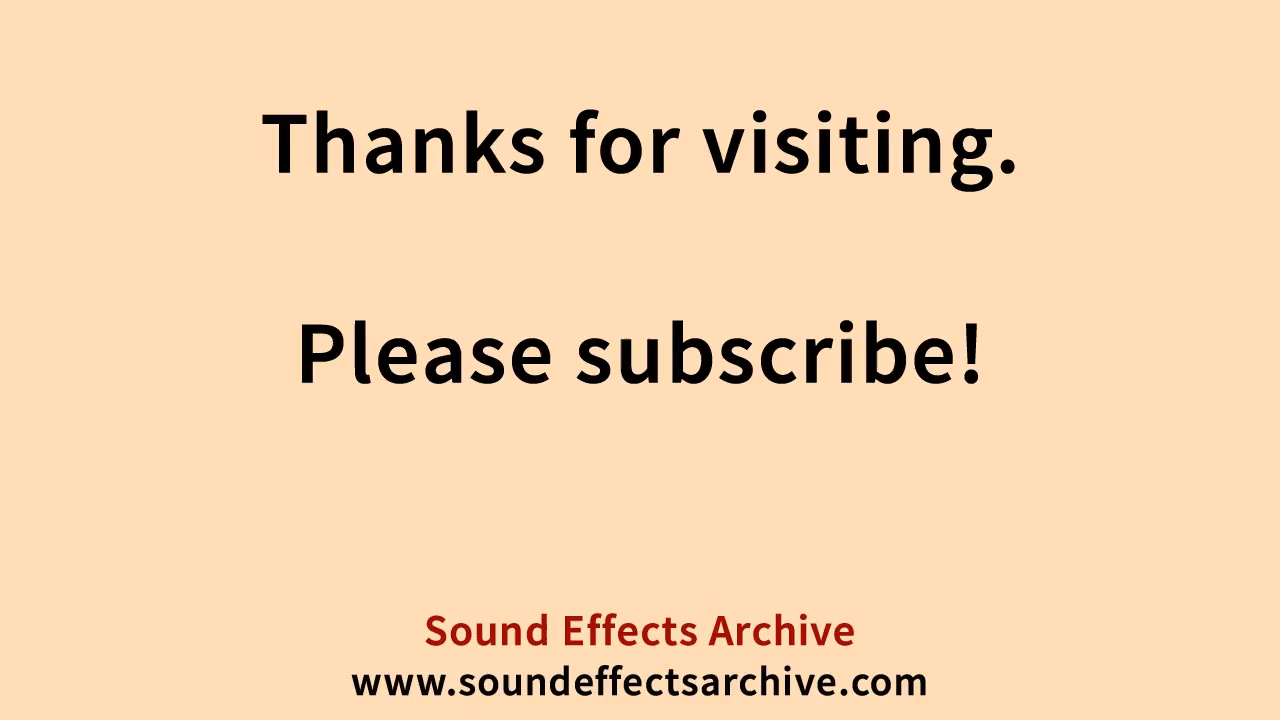 Thanks for visiting.
Please subscribe!
Sound Effects Archive
www.soundeffectsarchive.com